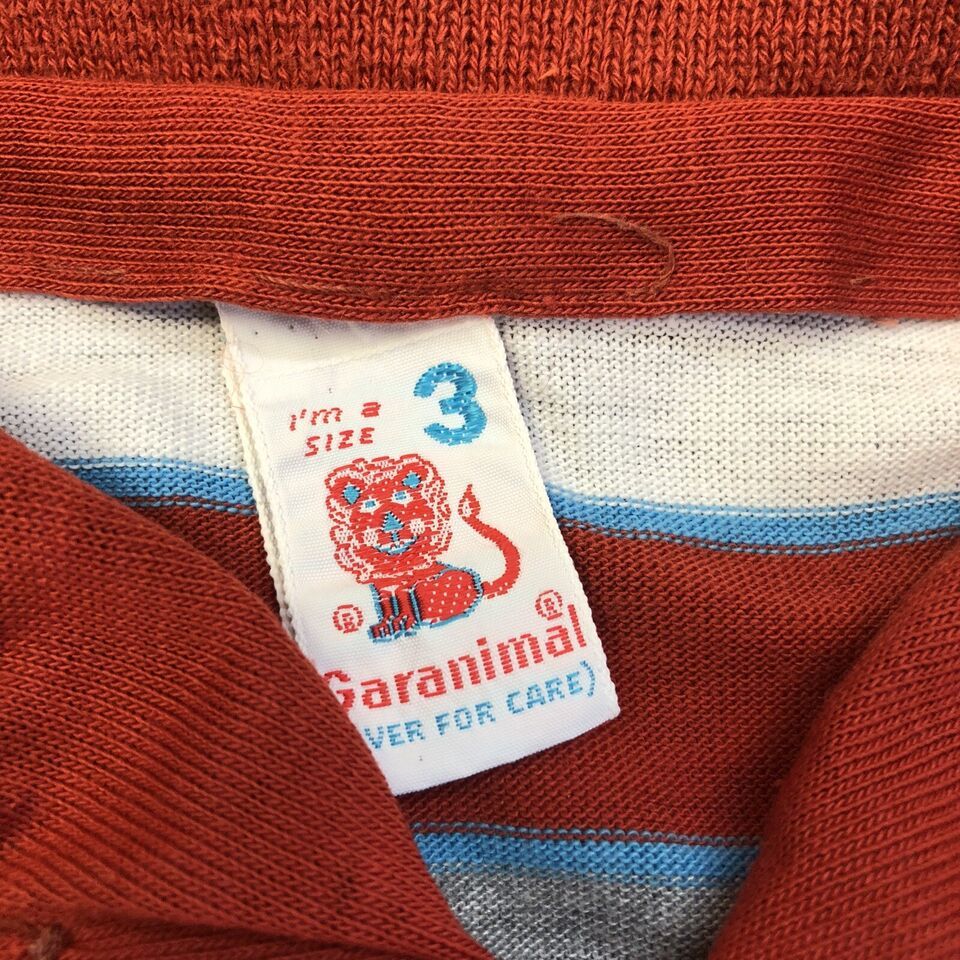 I'm a 3
SIZE
®
®
Garanimal
VER FOR CARE)